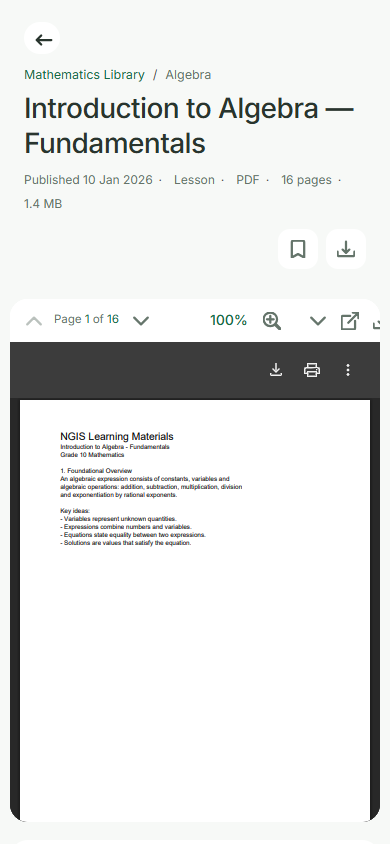 Mathematics Library / Algebra
Introduction to Algebra —
Fundamentals
Published 10 Jan 2026 · Lesson · PDF · 16 pages ·
1.4 MB
Page 1 of 16 100%
NGIS Learning Materials
Introduction to Algebra - Fundamentals
Grade 10 Mathematics
1. Foundational Overview
An algebraic expression consists of constants, variables and
algebraic operations: addition, subtraction, multiplication, division
and exponentiation by rational exponents.
Key ideas:
- Variables represent unknown quantities.
- Expressions combine numbers and variables.
- Equations state equality between two expressions.
- Solutions are values that satisfy the equation.